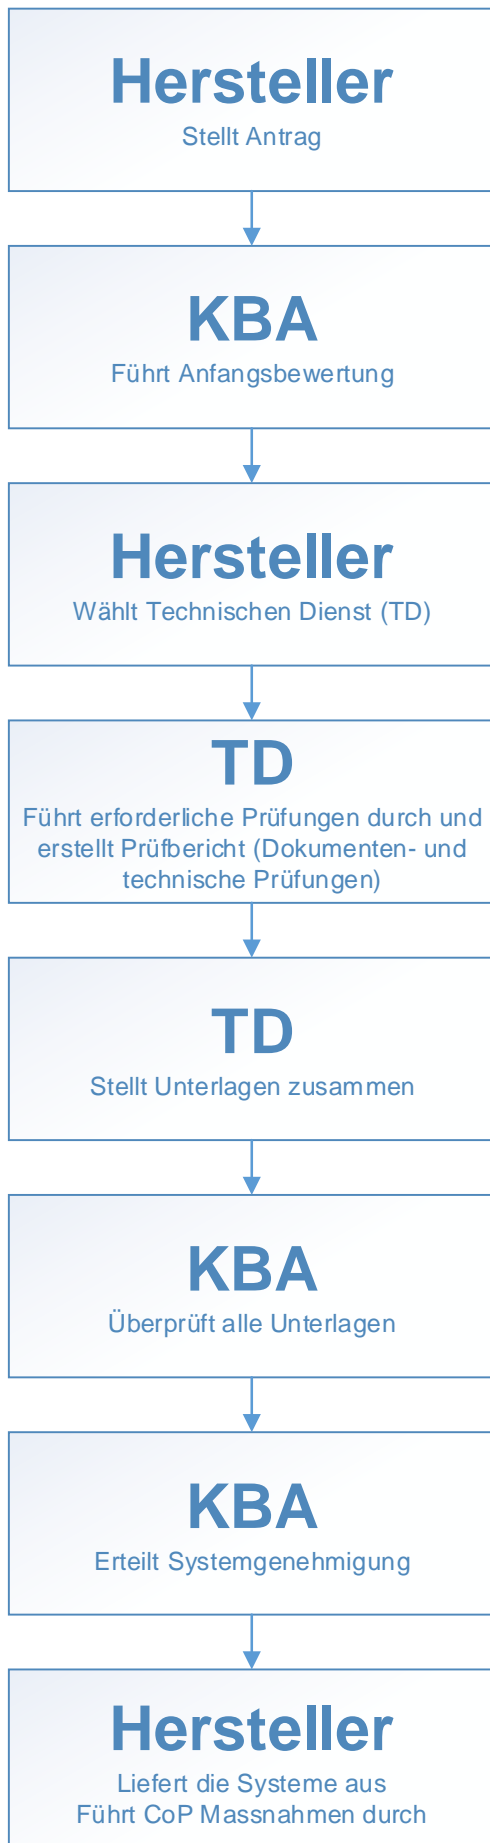 Hersteller
Stellt Antrag
KBA
Führt Anfangsbewertung
Hersteller
Wählt Technischen Dienst (TD)
TD
Führt erforderliche Prüfungen durch und
erstellt Prüfbericht (Dokumenten- und
technische Prüfungen)
TD
Stellt Unterlagen zusammen
KBA
Überprüft alle Unterlagen
KBA
Erteilt Systemgenehmigung
Hersteller
Liefert die Systeme aus
Führt CoP Massnahmen durch